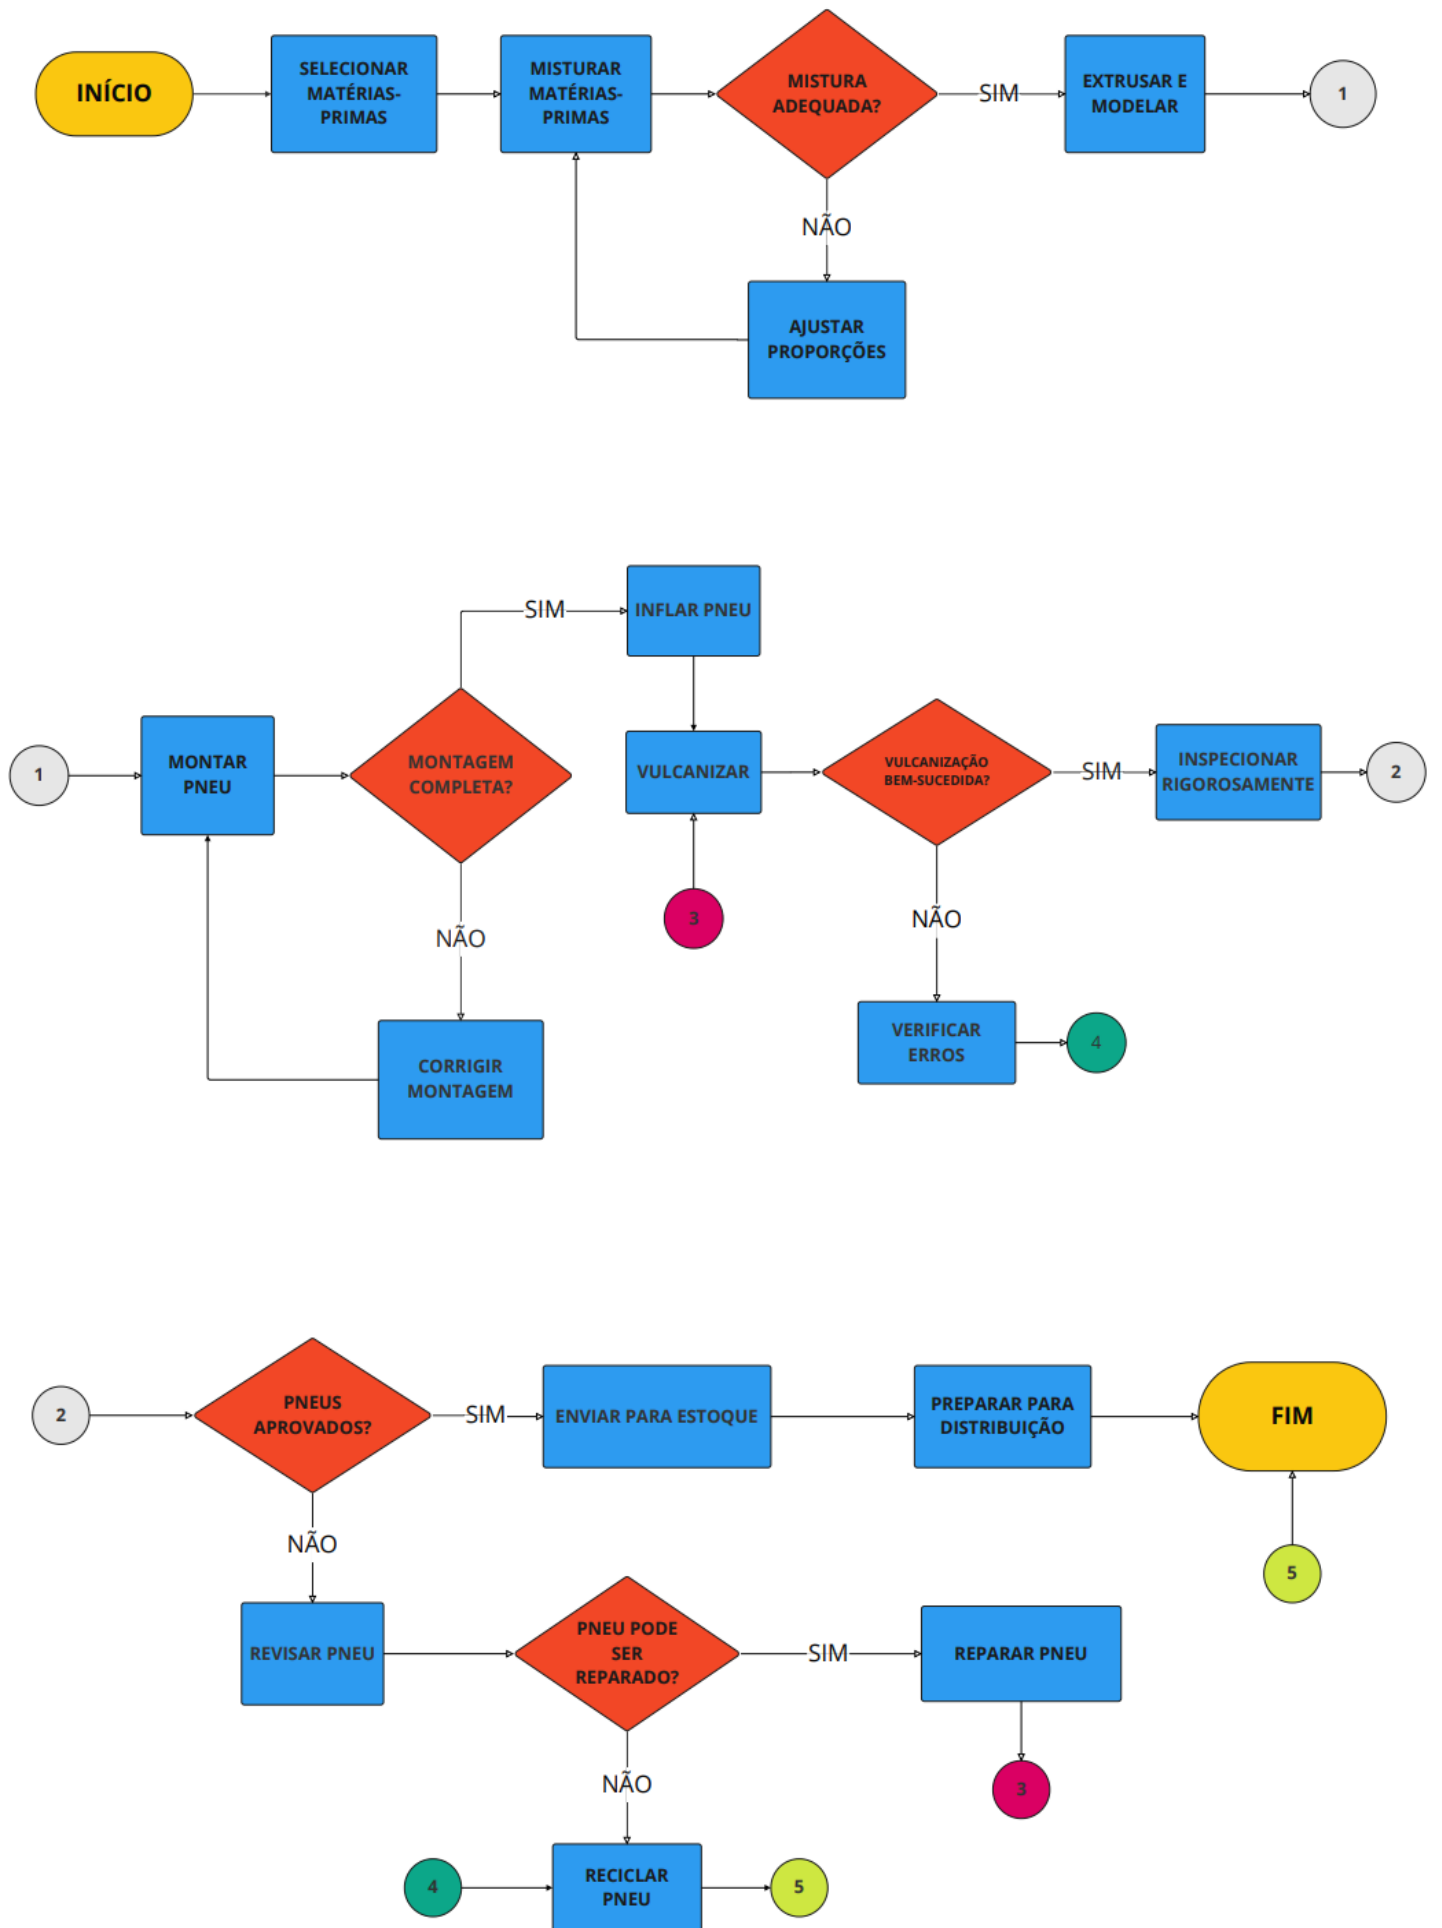 INÍCIO
SELECIONAR
MATÉRIAS-
PRIMAS
MISTURAR
MATÉRIAS-
PRIMAS
MISTURA
ADEQUADA?
SIM
EXTRUSAR E
MODELAR
1
NÃO
AJUSTAR
PROPORÇÕES
SIM
INFLAR PNEU
1
MONTAR
PNEU
MONTAGEM
COMPLETA?
VULCANIZAR
VULCANIZAÇÃO
BEM-SUCEDIDA?
SIM
INSPECIONAR
RIGOROSAMENTE
2
3
NÃO
NÃO
VERIFICAR
ERROS
4
CORRIGIR
MONTAGEM
2
PNEUS
APROVADOS?
SIM
ENVIAR PARA ESTOQUE
PREPARAR PARA
DISTRIBUIÇÃO
FIM
NÃO
5
REVISAR PNEU
PNEU PODE
SER
REPARADO?
SIM
REPARAR PNEU
NÃO
3
4
RECICLAR
PNEU
5